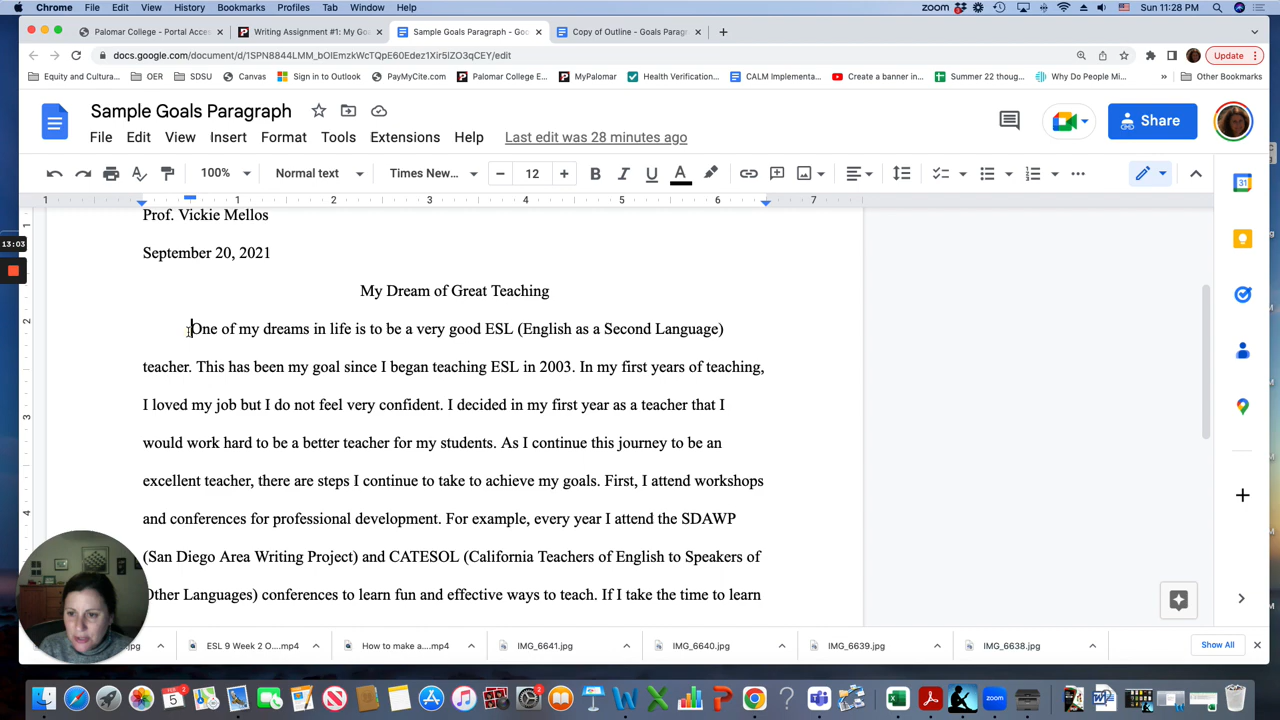 Chrome File Edit View History Bookmarks Profiles Tab Window Help zoom Sun 11:28 PM
Palomar College - Portal Acce Writing Assignment #1: My Go Sample Goals Paragraph - Goo Copy of Outline - Goals Paragra
docs.google.com/document/d/1SPN8844LMM_bOIEmzkWcTQpE60Edez1Xir5lZO3qCEY/edit Update
Equity and Cultura... OER SDSU Canvas Sign in to Outlook PayMyCite.com Palomar College E... MyPalomar Health Verification... CALM Implementa... Create a banner in... Summer 22 thoug... Why Do People Mi... » Other Bookmarks
Sample Goals Paragraph
File Edit View Insert Format Tools Extensions Help Last edit was 28 minutes ago Share
100% Normal text Times New... 12 B I U A
1 1 2 3 4 5 6 7
Prof. Vickie Mellos
13:03
September 20, 2021
My Dream of Great Teaching
One of my dreams in life is to be a very good ESL (English as a Second Language)
teacher. This has been my goal since I began teaching ESL in 2003. In my first years of teaching,
I loved my job but I do not feel very confident. I decided in my first year as a teacher that I
would work hard to be a better teacher for my students. As I continue this journey to be an
excellent teacher, there are steps I continue to take to achieve my goals. First, I attend workshops
and conferences for professional development. For example, every year I attend the SDAWP
(San Diego Area Writing Project) and CATESOL (California Teachers of English to Speakers of
Other Languages) conferences to learn fun and effective ways to teach. If I take the time to learn
jpg ESL 9 Week 2 O....mp4 How to make a....mp4 IMG_6641.jpg IMG_6640.jpg IMG_6639.jpg IMG_6638.jpg Show All